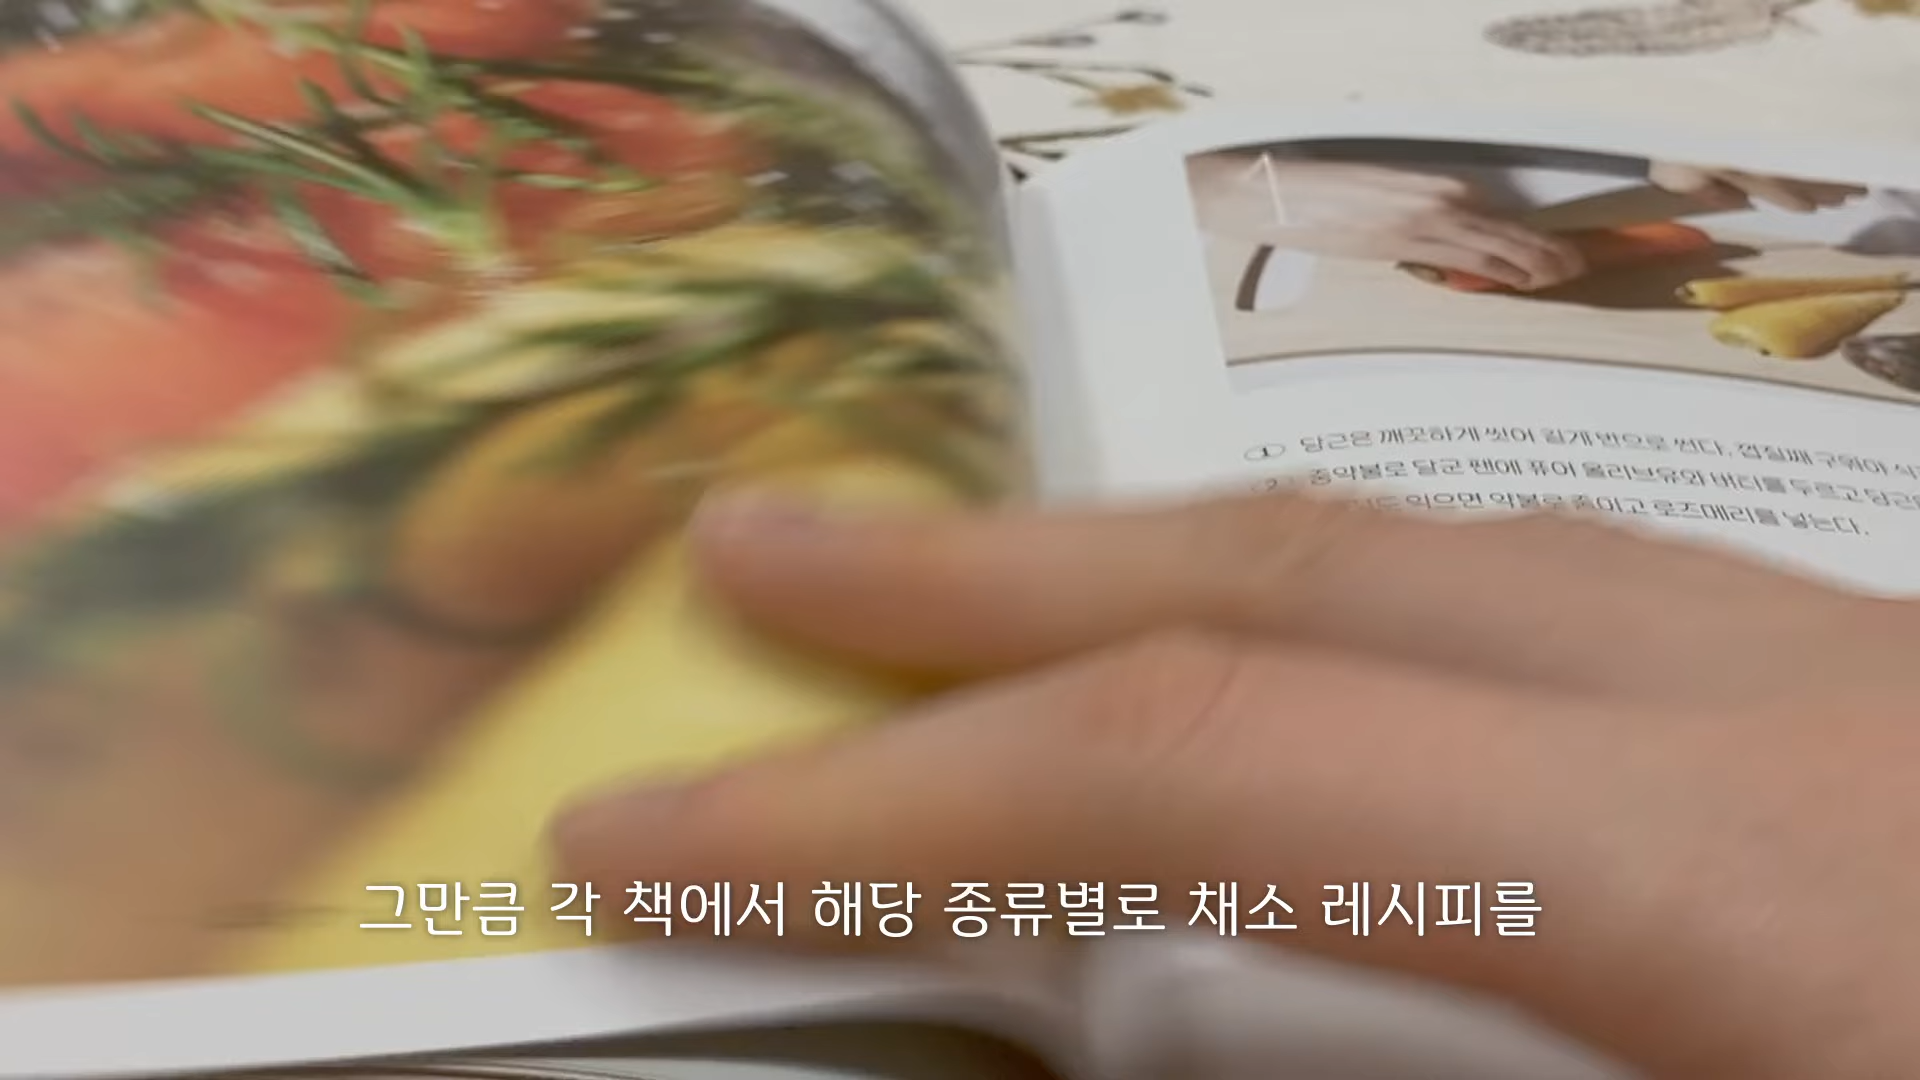 1
① 당근은 깨끗하게 씻어 길게 반으로 썬다. 껍질째 구워야
② 중약불로 달군 팬에 퓨어 올리브유와 버터를 두르고 당근을
익으면 약불로 줄이고 로즈메리를 넣는다.
그만큼 각 책에서 해당 종류별로 채소 레시피를